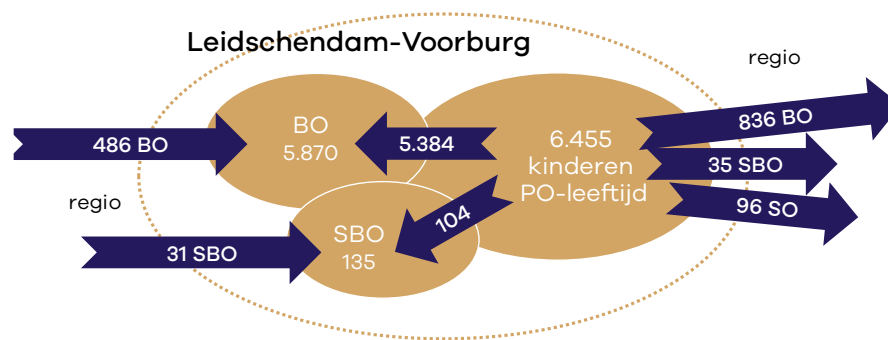 Leidschendam-Voorburg
regio
836 BO
486 BO
BO
5.870
5.384
6.455
kinderen
PO-leeftijd
35 SBO
regio
104
96 SO
31 SBO
SBO
135